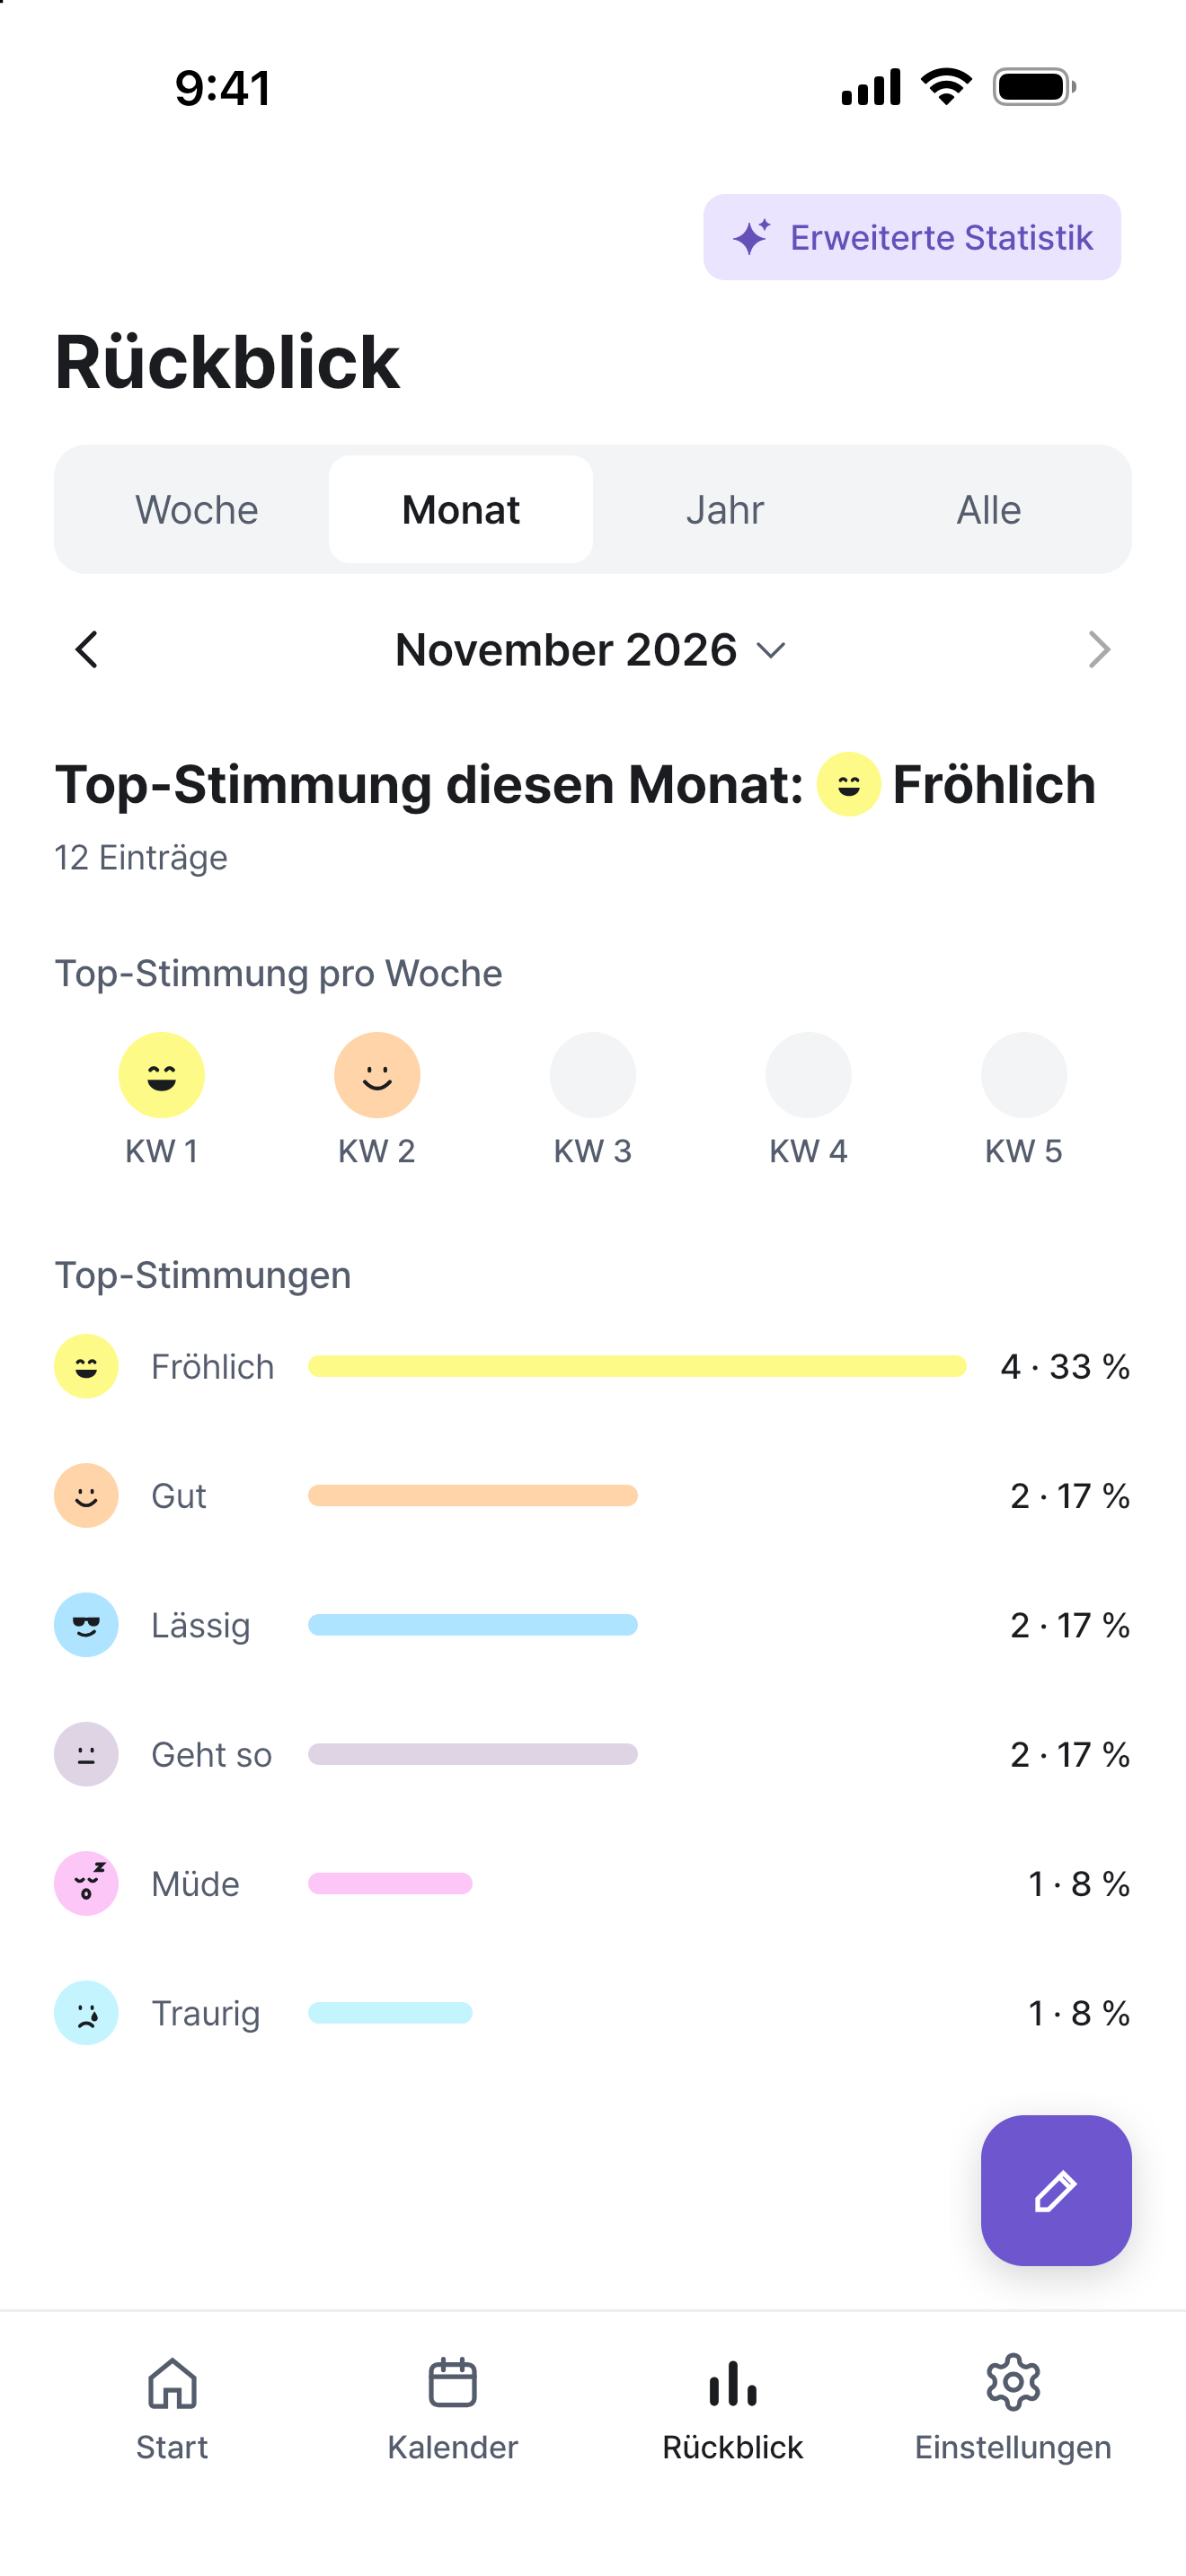 9:41
Erweiterte Statistik
Rückblick
Woche Monat Jahr Alle
November 2026
Top-Stimmung diesen Monat: Fröhlich
12 Einträge
Top-Stimmung pro Woche
KW 1 KW 2 KW 3 KW 4 KW 5
Top-Stimmungen
Fröhlich 4 · 33 %
Gut 2 · 17 %
Lässig 2 · 17 %
Geht so 2 · 17 %
Müde 1 · 8 %
Traurig 1 · 8 %
Start Kalender Rückblick Einstellungen